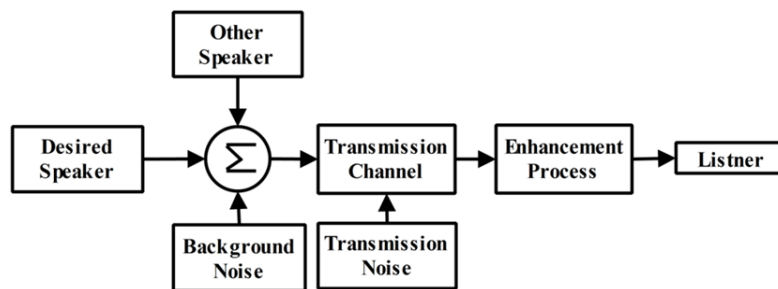 Other
Speaker
Desired
Speaker
Σ
Transmission
Channel
Enhancement
Process
Listner
Background
Noise
Transmission
Noise